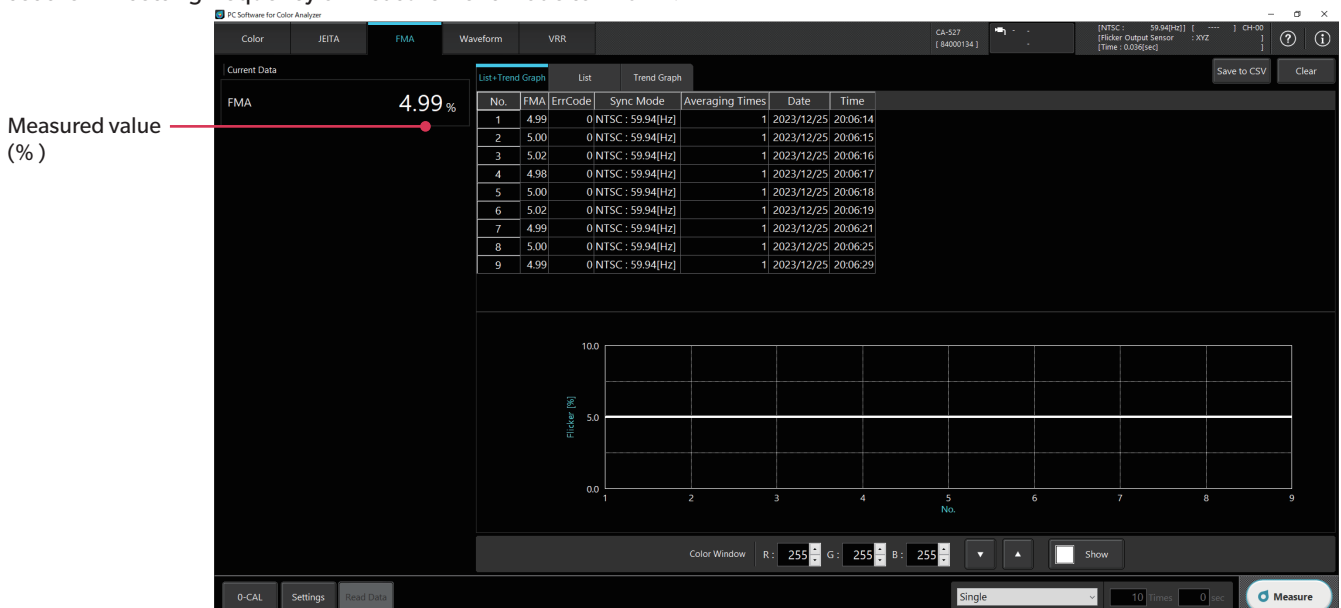 PC Software for Color Analyzer
Color JEITA FMA Waveform VRR
CA-527
[ 84000134 ]
- -
-
[NTSC : 59.94[Hz]] [ ---- ] CH-00
[Flicker Output Sensor : XYZ ]
[Time : 0.036[sec] ]
Current Data
FMA 4.99 %
Measured value
(% )
List+Trend Graph List Trend Graph
Save to CSV Clear
No. FMA ErrCode Sync Mode Averaging Times Date Time
1 4.99 0 NTSC : 59.94[Hz] 1 2023/12/25 20:06:14
2 5.00 0 NTSC : 59.94[Hz] 1 2023/12/25 20:06:15
3 5.02 0 NTSC : 59.94[Hz] 1 2023/12/25 20:06:16
4 4.98 0 NTSC : 59.94[Hz] 1 2023/12/25 20:06:17
5 5.00 0 NTSC : 59.94[Hz] 1 2023/12/25 20:06:18
6 5.02 0 NTSC : 59.94[Hz] 1 2023/12/25 20:06:19
7 4.99 0 NTSC : 59.94[Hz] 1 2023/12/25 20:06:21
8 5.00 0 NTSC : 59.94[Hz] 1 2023/12/25 20:06:25
9 4.99 0 NTSC : 59.94[Hz] 1 2023/12/25 20:06:29
10.0
5.0
0.0
Flicker [%]
1 2 3 4 5 6 7 8 9
No.
Color Window R : 255 G : 255 B : 255 Show
0-CAL Settings Read Data
Single 10 Times 0 sec Measure